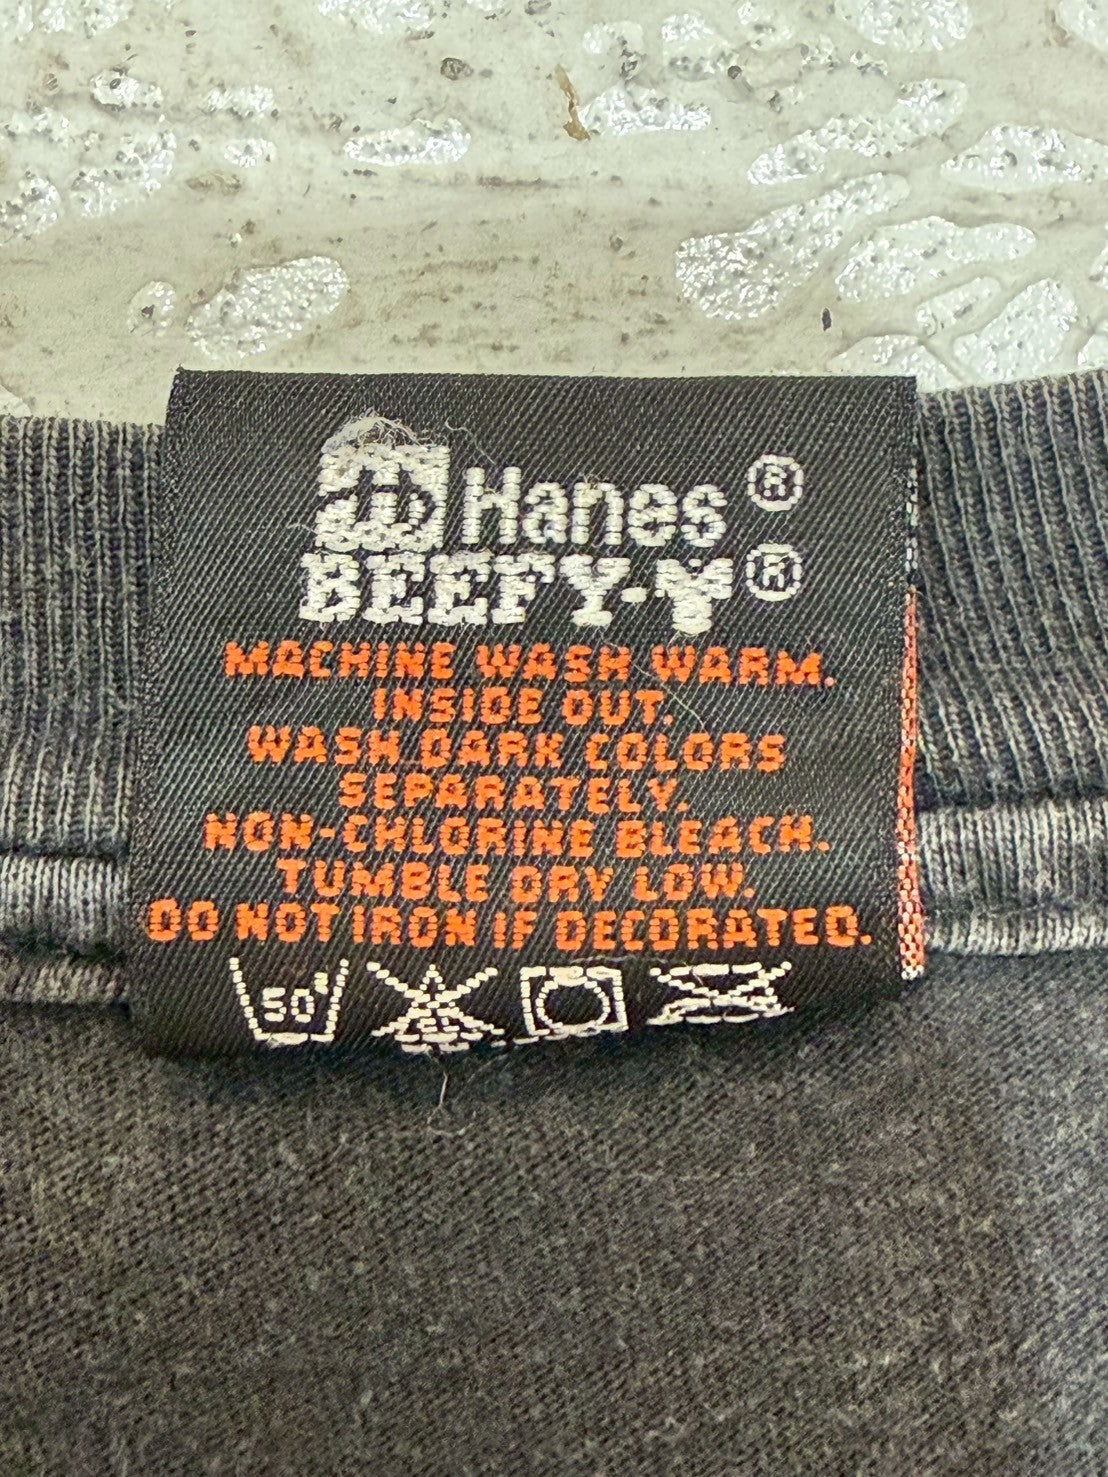 Hanes ®
BEEFY-T ®
MACHINE WASH WARM.
INSIDE OUT.
WASH DARK COLORS
SEPARATELY.
NON-CHLORINE BLEACH.
TUMBLE DRY LOW.
DO NOT IRON IF DECORATED.
50°